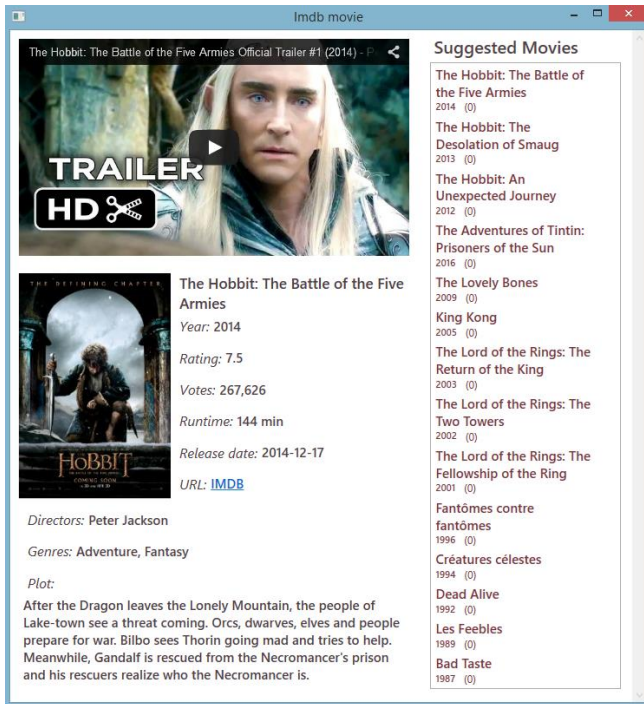 Imdb movie
The Hobbit: The Battle of the Five Armies Official Trailer #1 (2014) -
TRAILER
HD
THE DEFINING CHAPTER
THE HOBBIT
COMING SOON
The Hobbit: The Battle of the Five
Armies
Year: 2014
Rating: 7.5
Votes: 267,626
Runtime: 144 min
Release date: 2014-12-17
URL: IMDB
Directors: Peter Jackson
Genres: Adventure, Fantasy
Plot:
After the Dragon leaves the Lonely Mountain, the people of
Lake-town see a threat coming. Orcs, dwarves, elves and people
prepare for war. Bilbo sees Thorin going mad and tries to help.
Meanwhile, Gandalf is rescued from the Necromancer's prison
and his rescuers realize who the Necromancer is.
Suggested Movies
The Hobbit: The Battle of
the Five Armies
2014 (0)
The Hobbit: The
Desolation of Smaug
2013 (0)
The Hobbit: An
Unexpected Journey
2012 (0)
The Adventures of Tintin:
Prisoners of the Sun
2016 (0)
The Lovely Bones
2009 (0)
King Kong
2005 (0)
The Lord of the Rings: The
Return of the King
2003 (0)
The Lord of the Rings: The
Two Towers
2002 (0)
The Lord of the Rings: The
Fellowship of the Ring
2001 (0)
Fantômes contre
fantômes
1996 (0)
Créatures célestes
1994 (0)
Dead Alive
1992 (0)
Les Feebles
1989 (0)
Bad Taste
1987 (0)